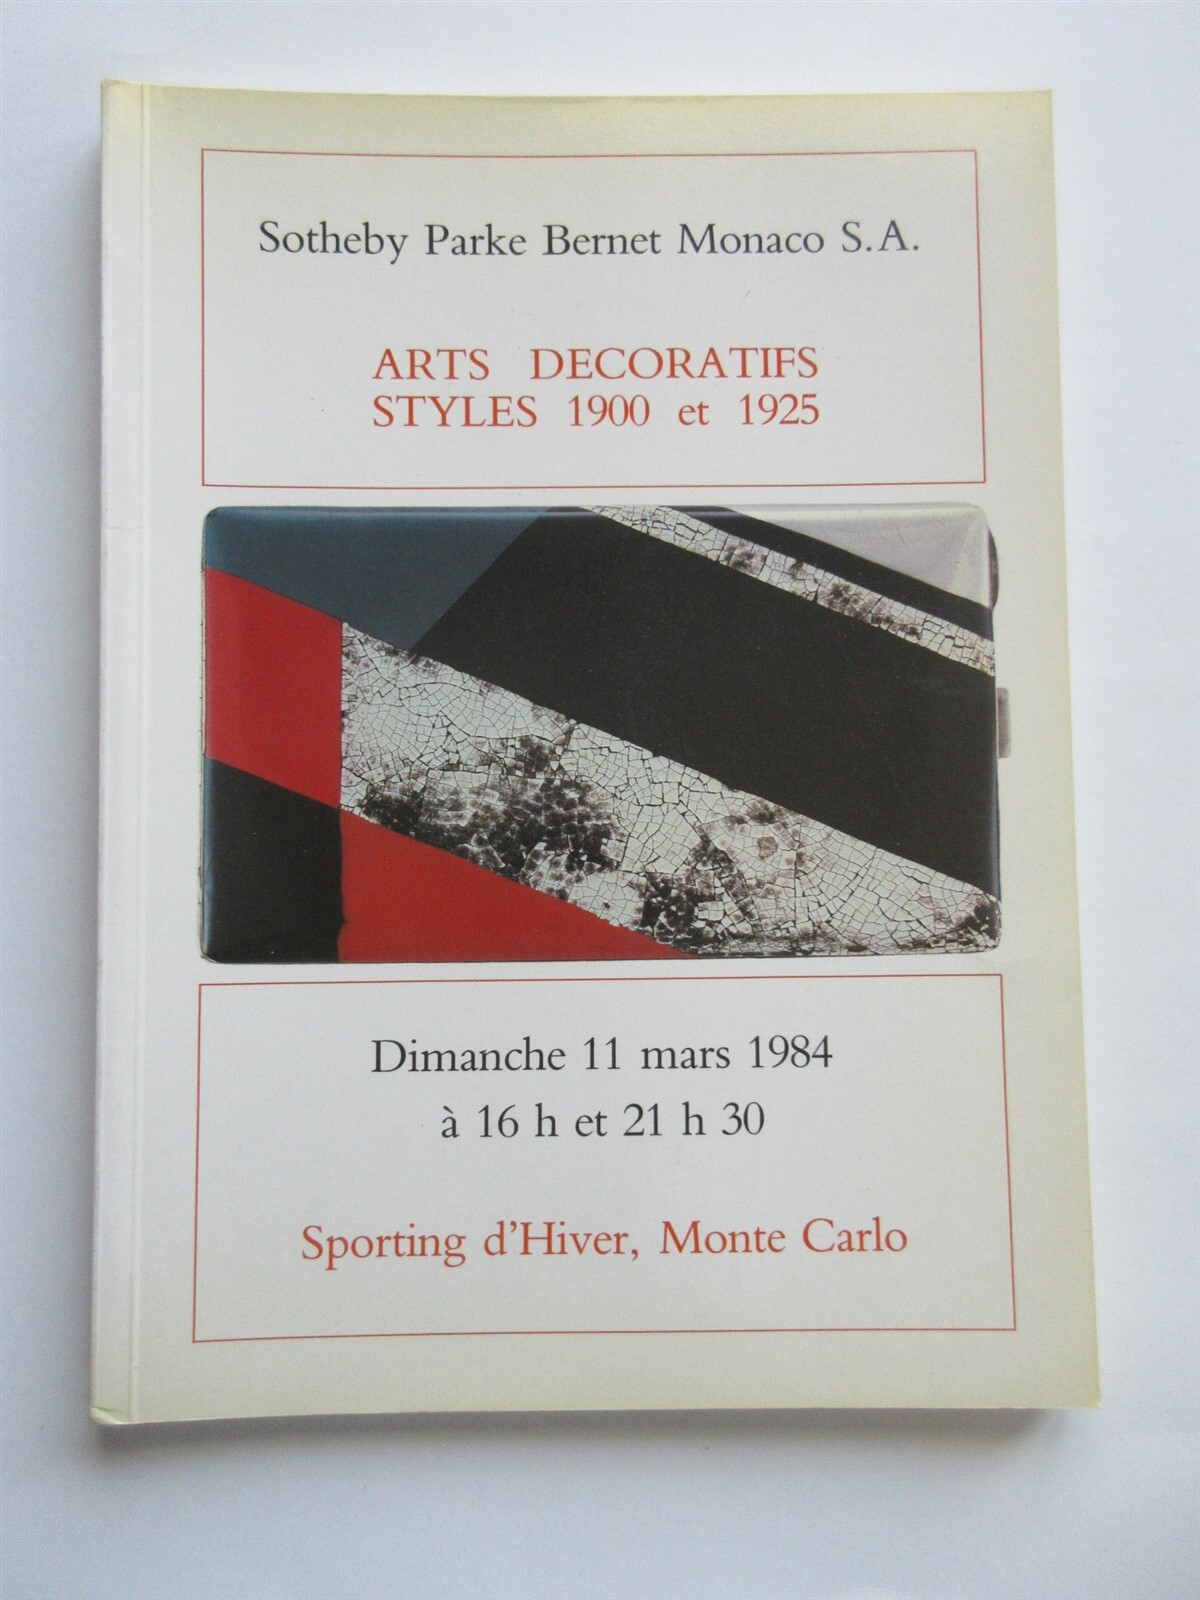 Sotheby Parke Bernet Monaco S.A.
ARTS DECORATIFS
STYLES 1900 et 1925
Dimanche 11 mars 1984
à 16 h et 21 h 30
Sporting d'Hiver, Monte Carlo